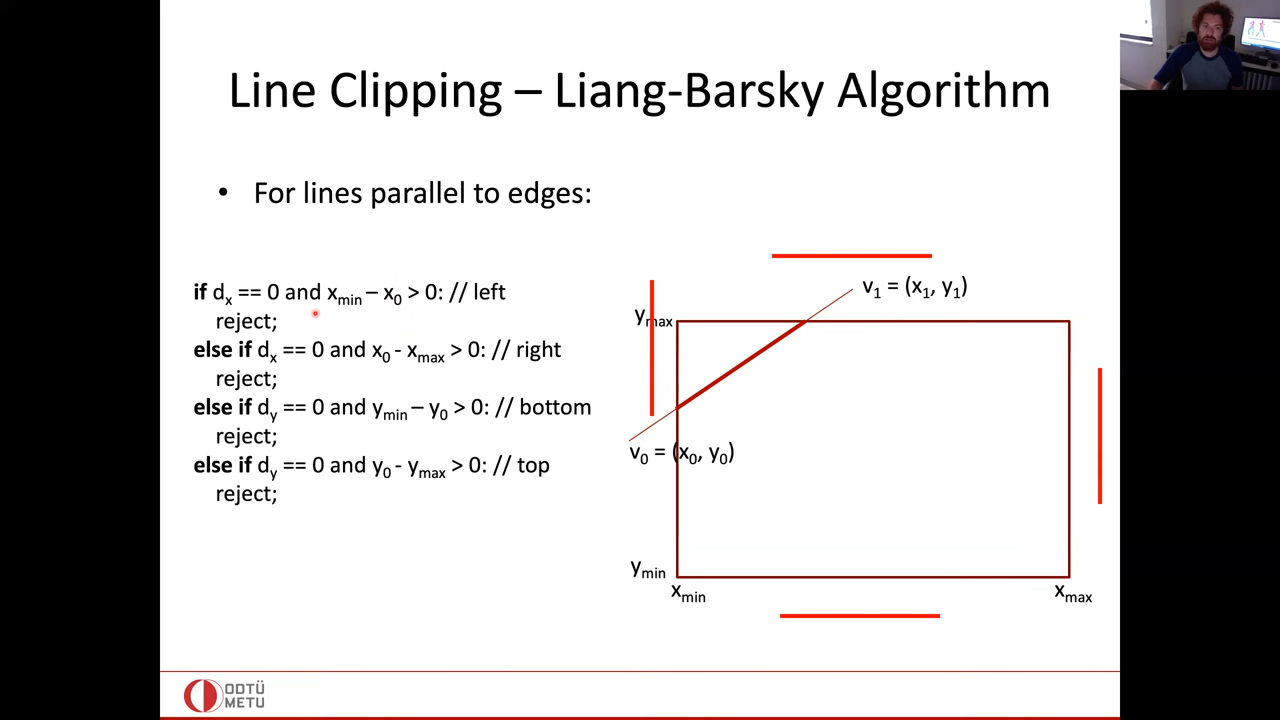 Line Clipping – Liang-Barsky Algorithm
• For lines parallel to edges:
if dx == 0 and xmin – x0 > 0: // left
reject;
else if dx == 0 and x0 - xmax > 0: // right
reject;
else if dy == 0 and ymin – y0 > 0: // bottom
reject;
else if dy == 0 and y0 - ymax > 0: // top
reject;
v1 = (x1, y1)
ymax
v0 = (x0, y0)
ymin
xmin
xmax
ODTÜ
METU